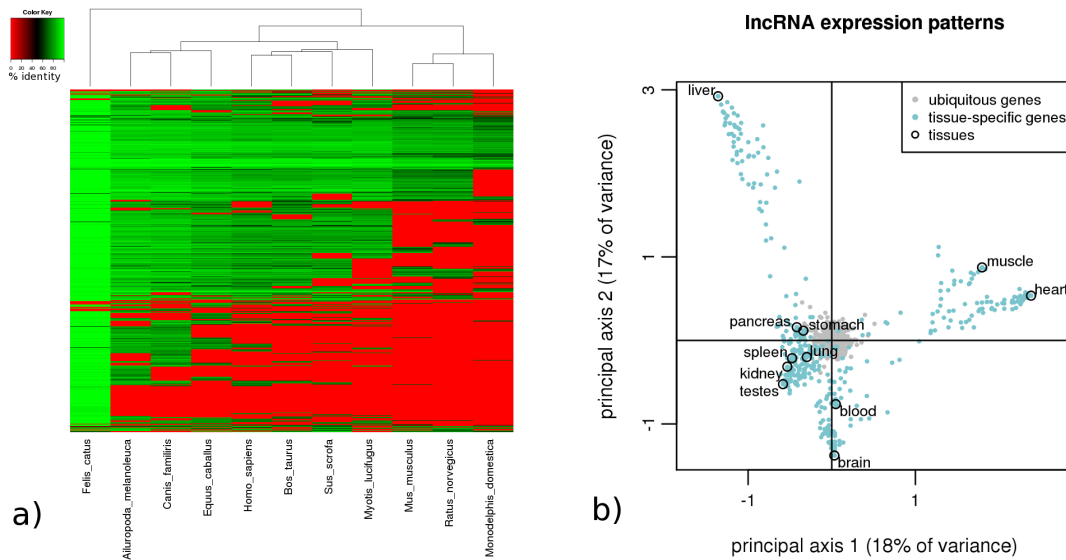 Color Key
0 20 40 60 80
% identity
Felis_catus
Ailuropoda_melanoleuca
Canis_familiris
Equus_caballus
Homo_sapiens
Bos_taurus
Sus_scrofa
Myotis_lucifugus
Mus_musculus
Ratus_norvegicus
Monodelphis_domestica
a)
lncRNA expression patterns
ubiquitous genes
tissue-specific genes
tissues
liver
muscle
heart
pancreas
stomach
spleen
lung
kidney
testes
blood
brain
3
1
-1
principal axis 2 (17% of variance)
-1
1
principal axis 1 (18% of variance)
b)